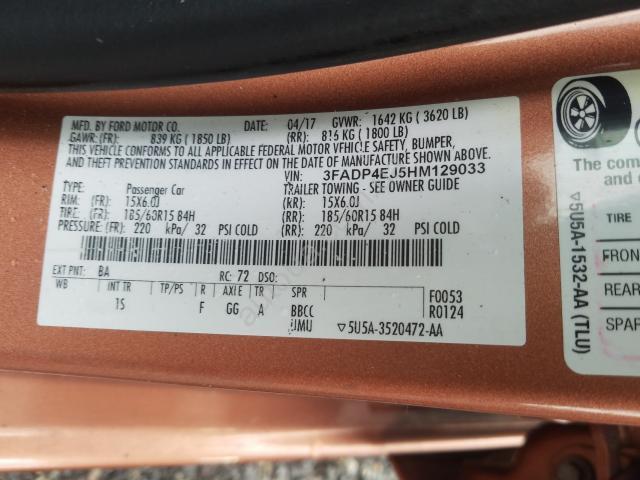 MFD. BY FORD MOTOR CO. DATE: 04/17 GVWR: 1642 KG ( 3620 LB)
GAWR: (FR): 839 KG ( 1850 LB) (RR): 816 KG ( 1800 LB)
THIS VEHICLE CONFORMS TO ALL APPLICABLE FEDERAL MOTOR VEHICLE SAFETY, BUMPER,
AND THEFT PREVENTION STANDARDS IN EFFECT ON THE DATE OF MANUFACTURE SHOWN ABOVE.
VIN: 3FADP4EJ5HM129033
TYPE: Passenger Car TRAILER TOWING - SEE OWNER GUIDE
RIM: (FR) 15X6.0J (RR) 15X6.0J
TIRE: (FR) 185/60R15 84H (RR) 185/60R15 84H
PRESSURE: (FR) 220 kPa/ 32 PSI COLD (RR) 220 kPa/ 32 PSI COLD
EXT PNT: BA RC: 72 DSO:
WB INT TR TP/PS R AXLE TR SPR F0053
15 F GG A BBCC R0124
UMU ▽5U5A-3520472-AA
The com
results
TIRE
FRON
REAR
SPAR
▽5U5A-1532-AA (TLU)